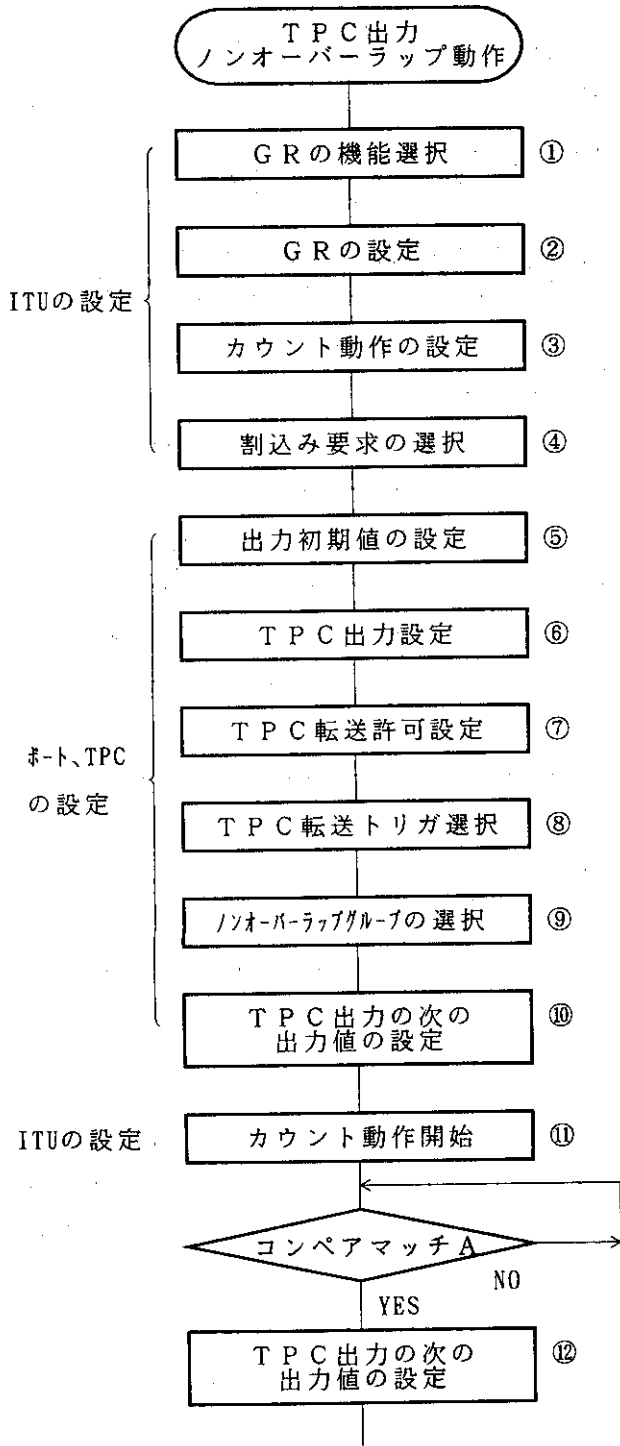 ＴＰＣ出力
ノンオーバーラップ動作
ＧＲの機能選択 ①
ＧＲの設定 ②
ITUの設定
カウント動作の設定 ③
割込み要求の選択 ④
出力初期値の設定 ⑤
ＴＰＣ出力設定 ⑥
ＴＰＣ転送許可設定 ⑦
ﾎﾟｰﾄ、TPC
の設定
ＴＰＣ転送トリガ選択 ⑧
ﾉﾝｵｰﾊﾞｰﾗｯﾌﾟｸﾞﾙｰﾌﾟの選択 ⑨
ＴＰＣ出力の次の ⑩
出力値の設定
ITUの設定 カウント動作開始 ⑪
コンペアマッチＡ
NO
YES
ＴＰＣ出力の次の ⑫
出力値の設定